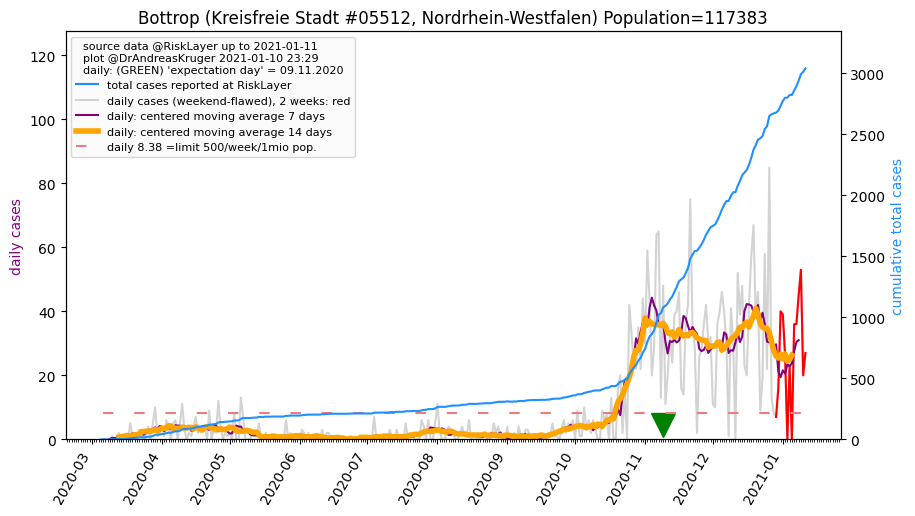 Bottrop (Kreisfreie Stadt #05512, Nordrhein-Westfalen) Population=117383
source data @RiskLayer up to 2021-01-11
plot @DrAndreasKruger 2021-01-10 23:29
daily: (GREEN) 'expectation day' = 09.11.2020
total cases reported at RiskLayer
daily cases (weekend-flawed), 2 weeks: red
daily: centered moving average 7 days
daily: centered moving average 14 days
daily 8.38 =limit 500/week/1mio pop.
daily cases
120
100
80
60
40
20
0
cumulative total cases
3000
2500
2000
1500
1000
500
0
2020-03
2020-04
2020-05
2020-06
2020-07
2020-08
2020-09
2020-10
2020-11
2020-12
2021-01